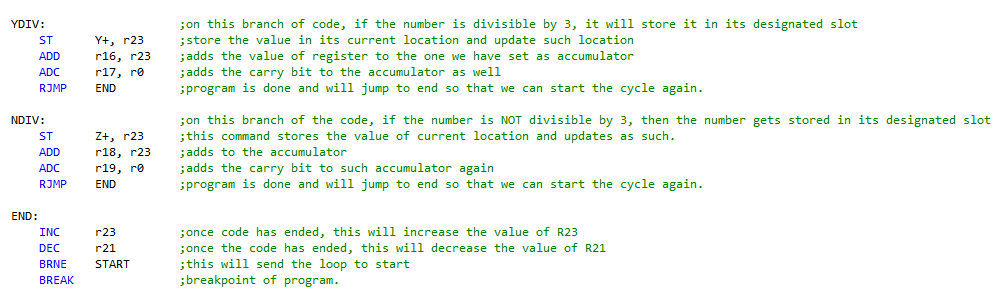 YDIV: ;on this branch of code, if the number is divisible by 3, it will store it in its designated slot
ST Y+, r23 ;store the value in its current location and update such location
ADD r16, r23 ;adds the value of register to the one we have set as accumulator
ADC r17, r0 ;adds the carry bit to the accumulator as well
RJMP END ;program is done and will jump to end so that we can start the cycle again.
NDIV: ;on this branch of the code, if the number is NOT divisible by 3, then the number gets stored in its designated slot
ST Z+, r23 ;this command stores the value of current location and updates as such.
ADD r18, r23 ;adds to the accumulator
ADC r19, r0 ;adds the carry bit to such accumulator again
RJMP END ;program is done and will jump to end so that we can start the cycle again.
END:
INC r23 ;once code has ended, this will increase the value of R23
DEC r21 ;once the code has ended, this will decrease the value of R21
BRNE START ;this will send the loop to start
BREAK ;breakpoint of program.